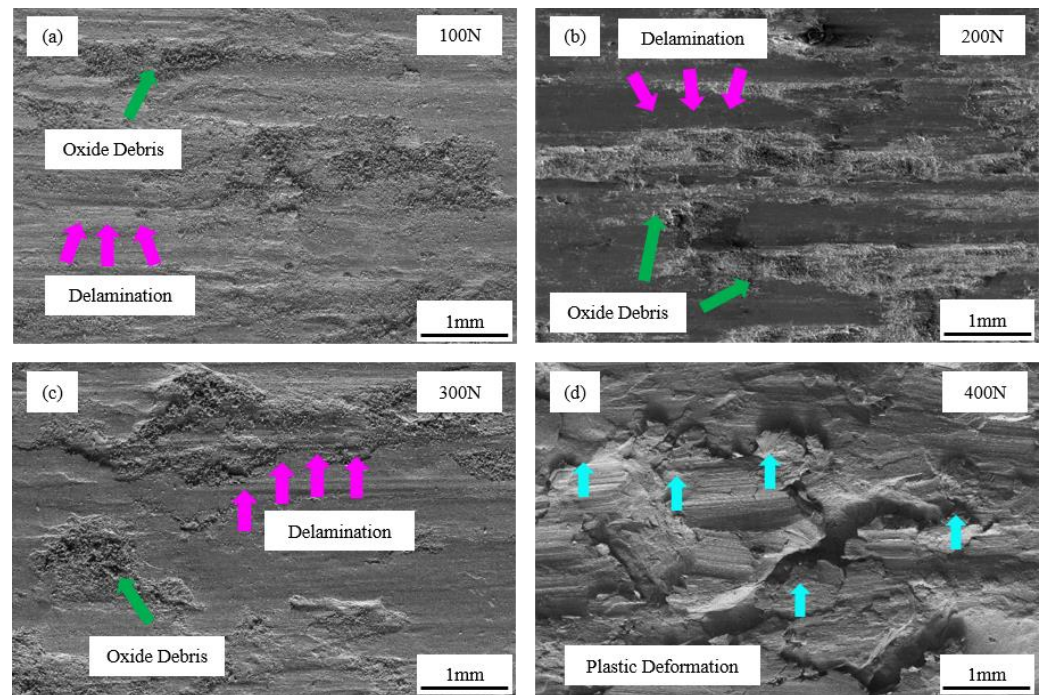 (a)
100N
Oxide Debris
Delamination
1mm
(b)
Delamination
200N
Oxide Debris
1mm
(c)
300N
Delamination
Oxide Debris
1mm
(d)
400N
Plastic Deformation
1mm